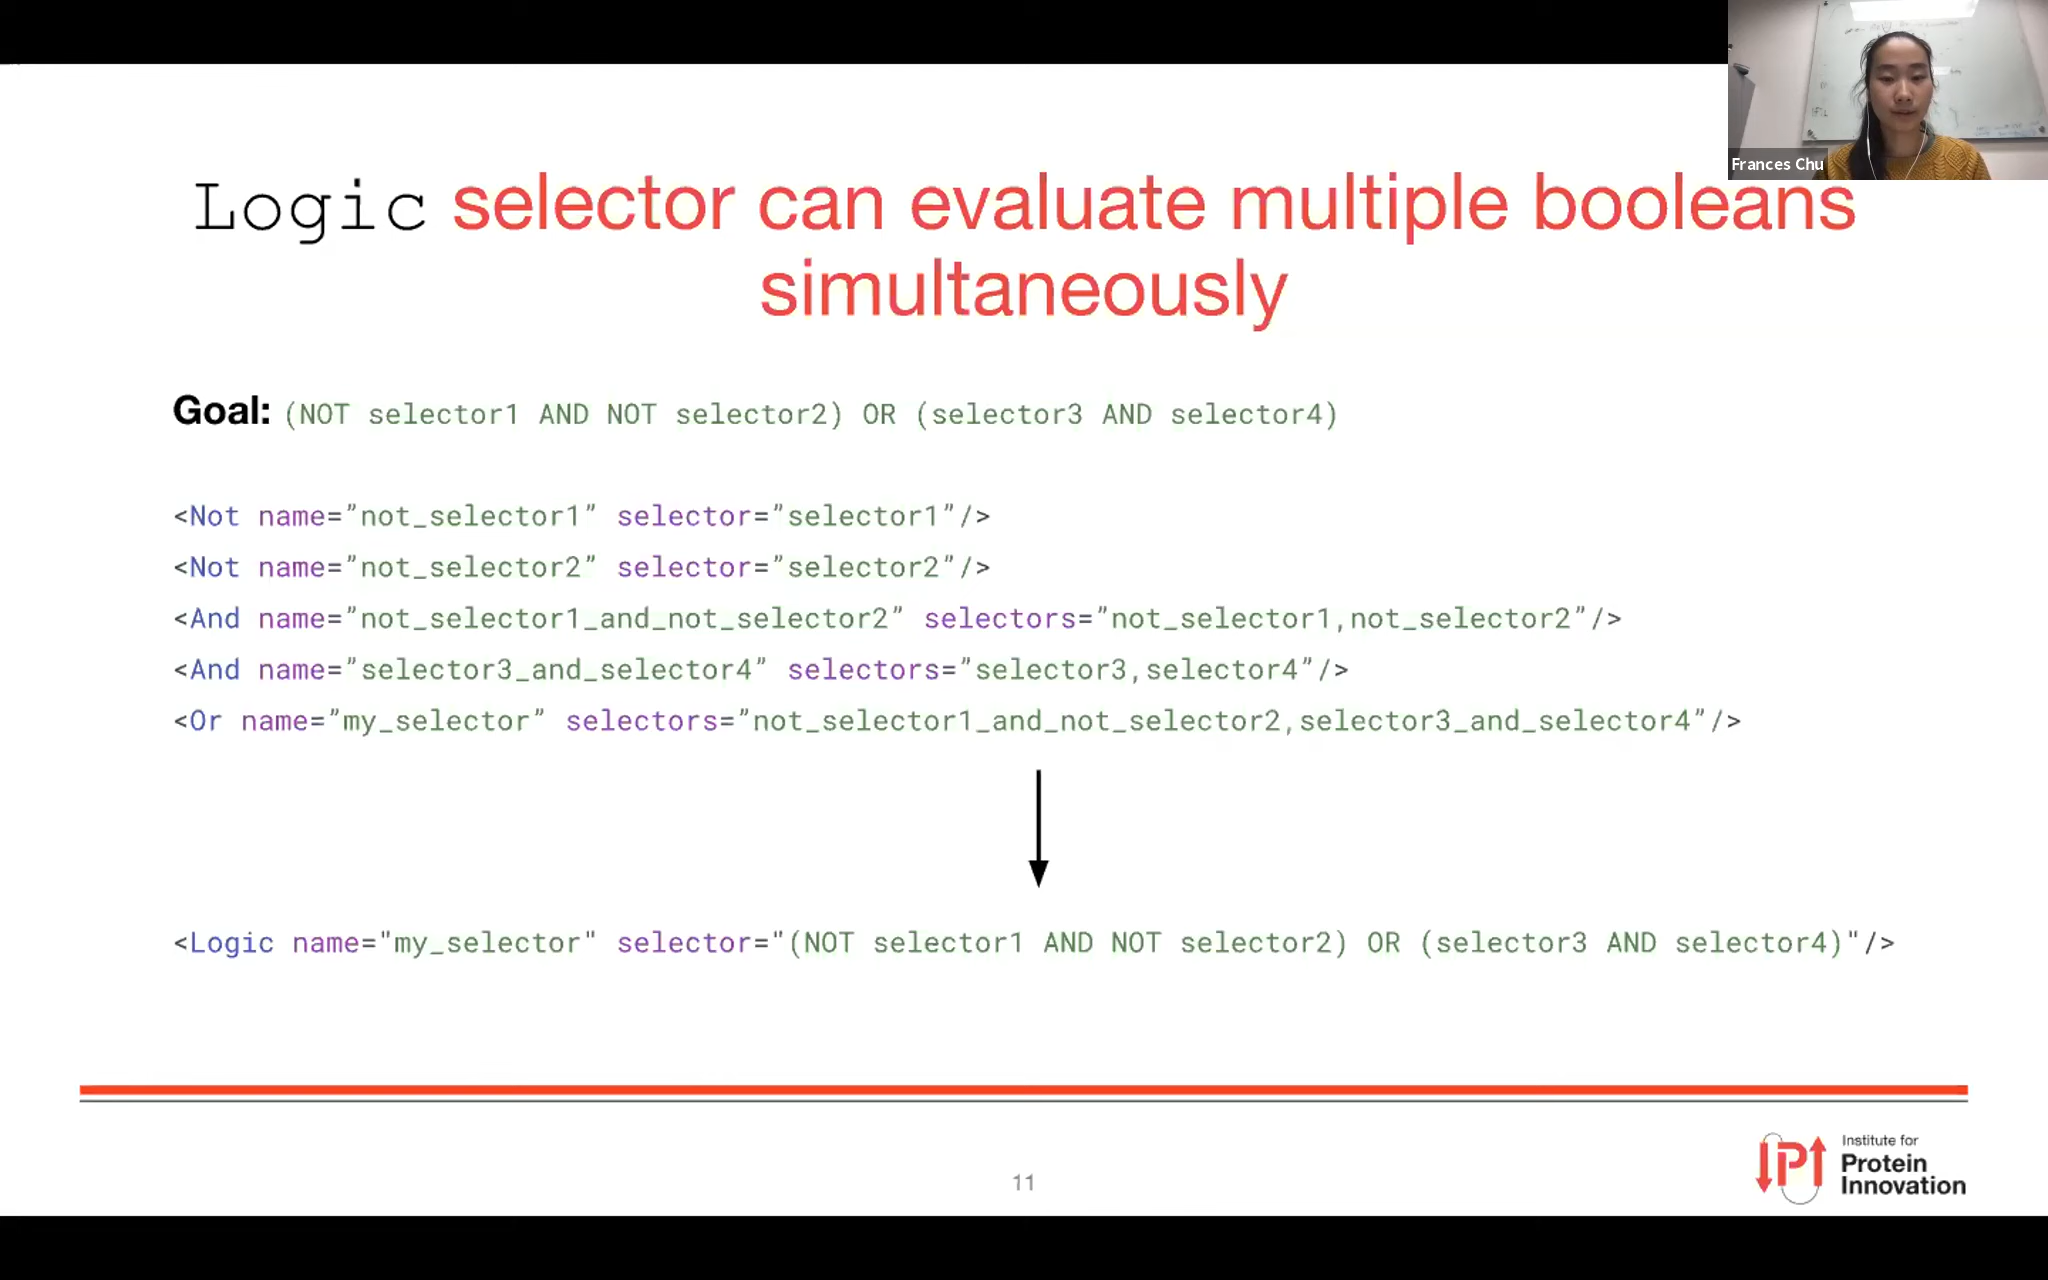 Frances Chu
Logic selector can evaluate multiple booleans
simultaneously
Goal: (NOT selector1 AND NOT selector2) OR (selector3 AND selector4)
<Not name=”not_selector1” selector=”selector1”/>
<Not name=”not_selector2” selector=”selector2”/>
<And name=”not_selector1_and_not_selector2” selectors=”not_selector1,not_selector2”/>
<And name=”selector3_and_selector4” selectors=”selector3,selector4”/>
<Or name=”my_selector” selectors=”not_selector1_and_not_selector2,selector3_and_selector4”/>
<Logic name="my_selector" selector="(NOT selector1 AND NOT selector2) OR (selector3 AND selector4)"/>
11
IPI
Institute for
Protein
Innovation